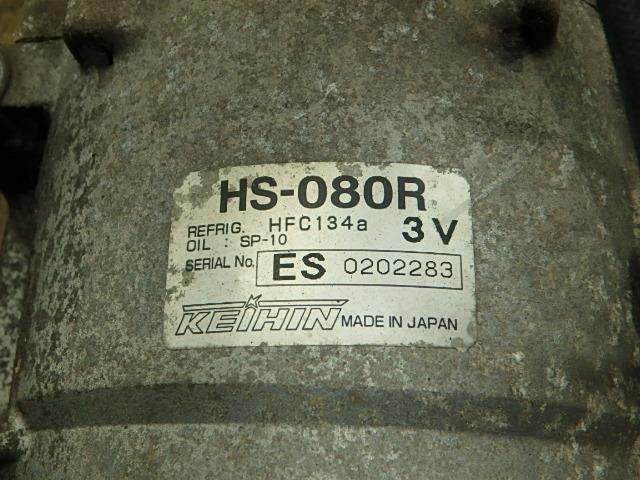 HS-080R
REFRIG. HFC134a 3V
OIL : SP-10
SERIAL No. ES 0202283
KEIHIN MADE IN JAPAN